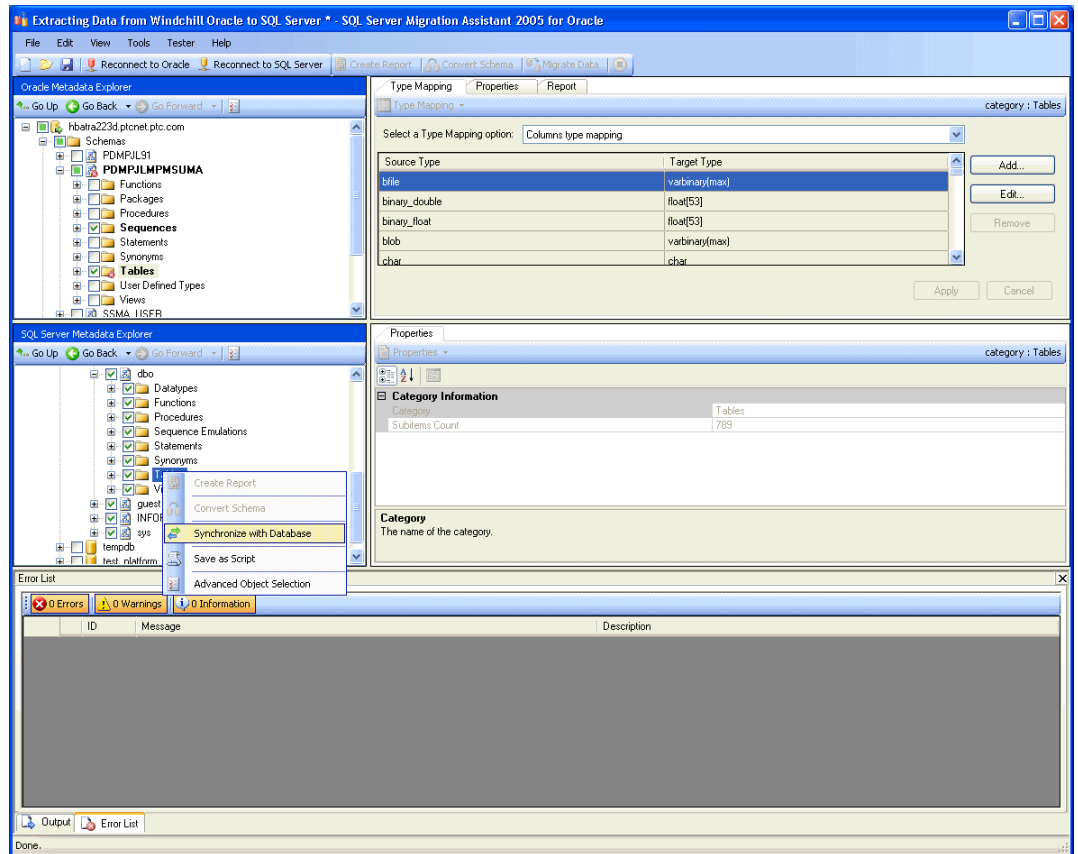 Extracting Data from Windchill Oracle to SQL Server * - SQL Server Migration Assistant 2005 for Oracle
File Edit View Tools Tester Help
Reconnect to Oracle Reconnect to SQL Server Create Report Convert Schema Migrate Data
Oracle Metadata Explorer
Go Up Go Back Go Forward
hbatra223d.ptcnet.ptc.com
Schemas
PDMPJL91
PDMPJLMPMSUMA
Functions
Packages
Procedures
Sequences
Statements
Synonyms
Tables
User Defined Types
Views
SSMA_USER
Type Mapping Properties Report
Type Mapping category : Tables
Select a Type Mapping option: Columns type mapping
Source Type Target Type
bfile varbinary(max)
binary_double float[53]
binary_float float[53]
blob varbinary(max)
char char
Add...
Edit...
Remove
Apply Cancel
SQL Server Metadata Explorer
Go Up Go Back Go Forward
dbo
Datatypes
Functions
Procedures
Sequence Emulations
Statements
Synonyms
guest
sys
tempdb
test_platform
Create Report
Convert Schema
Synchronize with Database
Save as Script
Advanced Object Selection
Properties
Properties category : Tables
Category Information
Category Tables
Subitems Count 789
Category
The name of the category.
Error List
0 Errors 0 Warnings 0 Information
ID Message Description
Output Error List
Done.